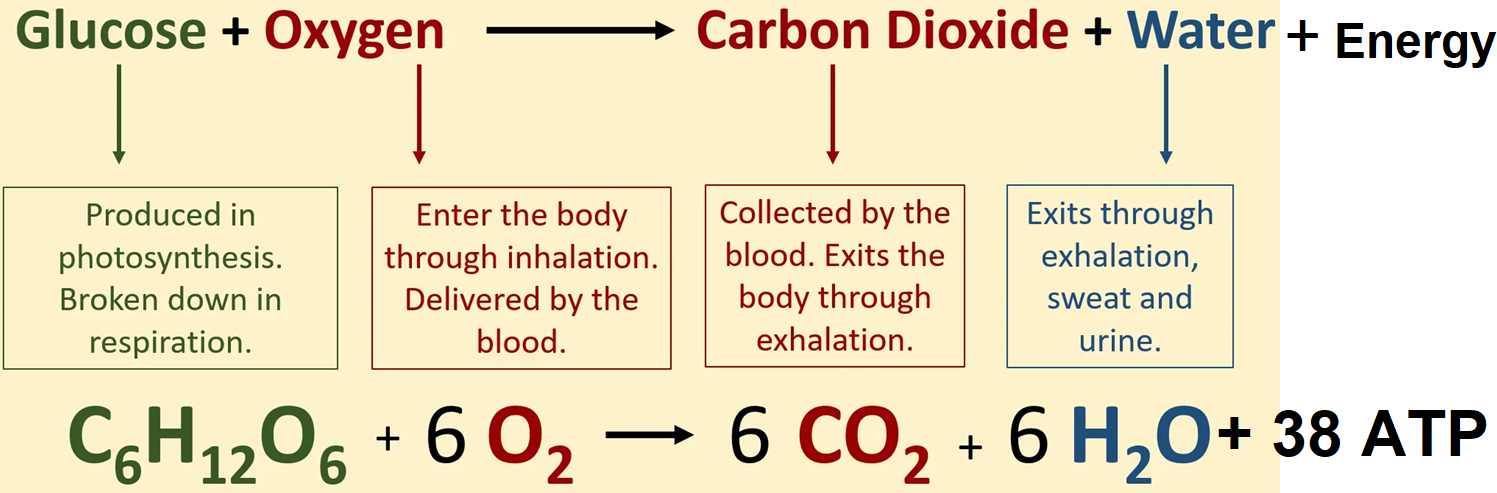 Glucose + Oxygen → Carbon Dioxide + Water + Energy
Produced in
photosynthesis.
Broken down in
respiration.
Enter the body
through inhalation.
Delivered by the
blood.
Collected by the
blood. Exits the
body through
exhalation.
Exits through
exhalation,
sweat and
urine.
C₆H₁₂O₆ + 6 O₂ → 6 CO₂ + 6 H₂O + 38 ATP